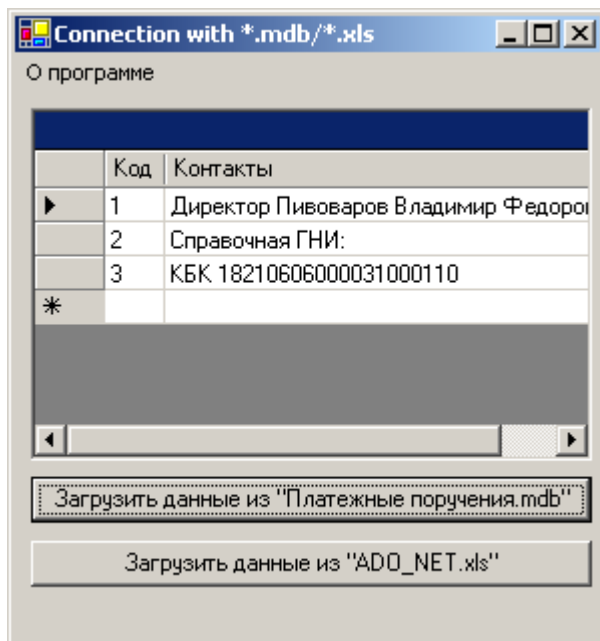 Connection with *.mdb/*.xls
О программе
Код Контакты
1 Директор Пивоваров Владимир Федоро
2 Справочная ГНИ:
3 КБК 18210606000031000110
Загрузить данные из "Платежные поручения.mdb"
Загрузить данные из "ADO_NET.xls"